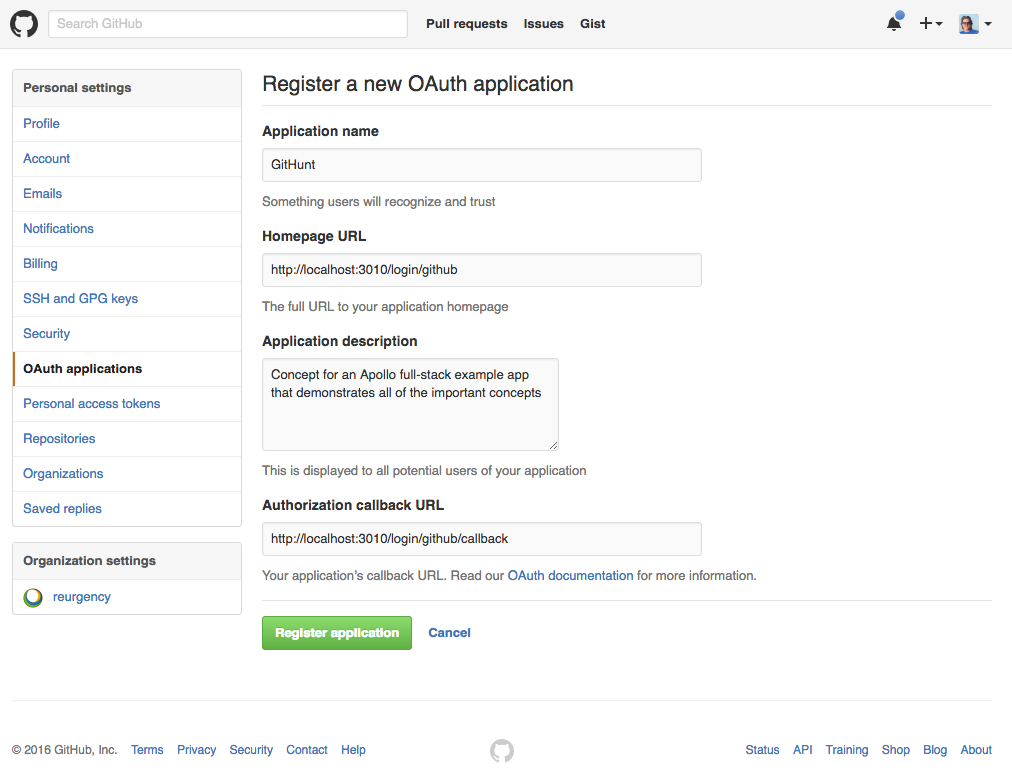 Search GitHub
Pull requests Issues Gist
Personal settings
Profile
Account
Emails
Notifications
Billing
SSH and GPG keys
Security
OAuth applications
Personal access tokens
Repositories
Organizations
Saved replies
Organization settings
reurgency
Register a new OAuth application
Application name
GitHunt
Something users will recognize and trust
Homepage URL
http://localhost:3010/login/github
The full URL to your application homepage
Application description
Concept for an Apollo full-stack example app
that demonstrates all of the important concepts
This is displayed to all potential users of your application
Authorization callback URL
http://localhost:3010/login/github/callback
Your application’s callback URL. Read our OAuth documentation for more information.
Register application Cancel
© 2016 GitHub, Inc. Terms Privacy Security Contact Help Status API Training Shop Blog About